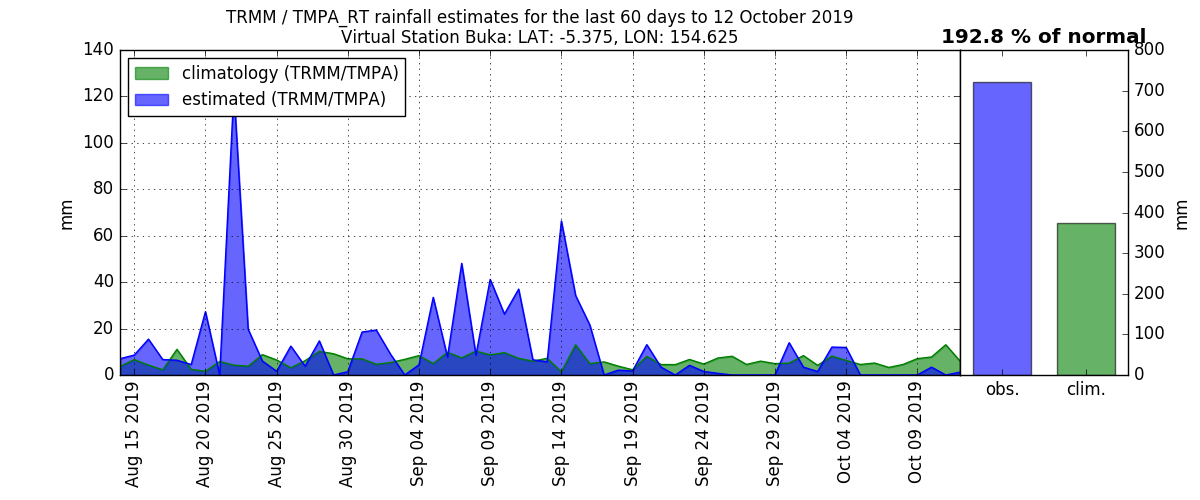 TRMM / TMPA_RT rainfall estimates for the last 60 days to 12 October 2019
Virtual Station Buka: LAT: -5.375, LON: 154.625
192.8 % of normal
climatology (TRMM/TMPA)
estimated (TRMM/TMPA)
mm
140
120
100
80
60
40
20
0
Aug 15 2019
Aug 20 2019
Aug 25 2019
Aug 30 2019
Sep 04 2019
Sep 09 2019
Sep 14 2019
Sep 19 2019
Sep 24 2019
Sep 29 2019
Oct 04 2019
Oct 09 2019
800
700
600
500
400
300
200
100
0
mm
obs.
clim.